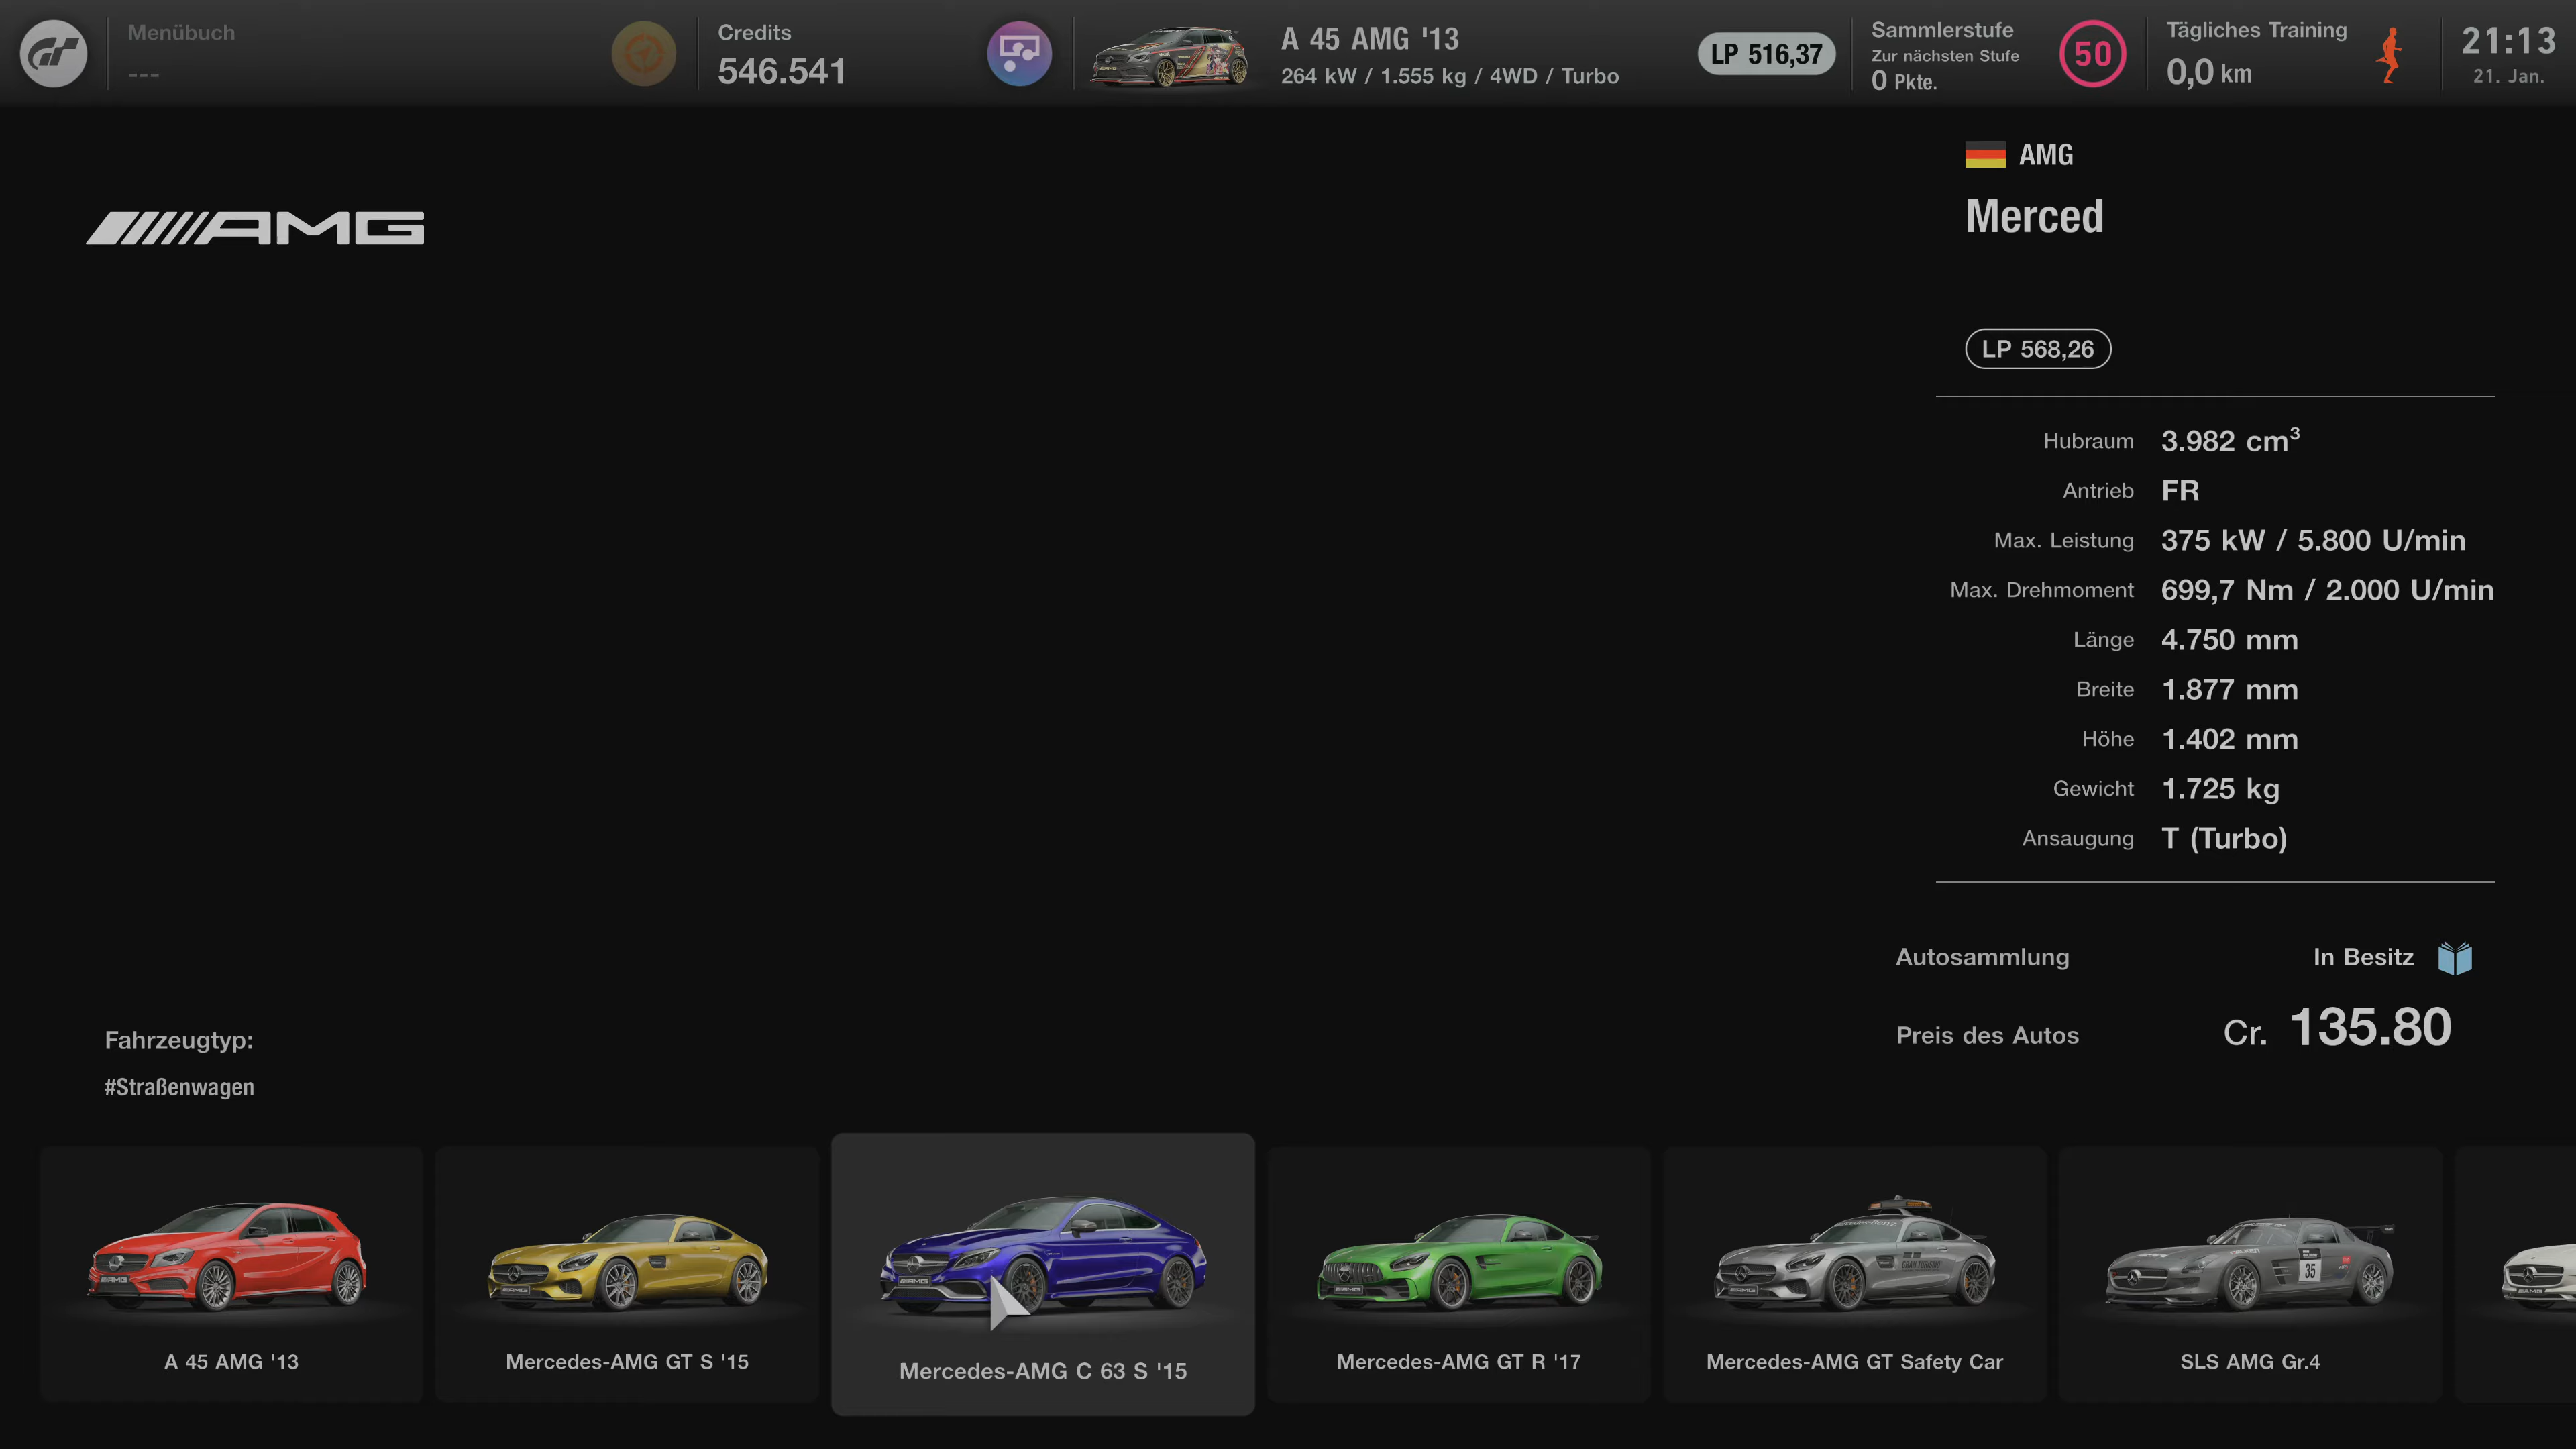 Menübuch
---
Credits
546.541
A 45 AMG '13
264 kW / 1.555 kg / 4WD / Turbo
LP 516,37
Sammlerstufe
Zur nächsten Stufe
0 Pkte.
50
Tägliches Training
0,0 km
21:13
21. Jan.
AMG
AMG
Merced
LP 568,26
Hubraum 3.982 cm³
Antrieb FR
Max. Leistung 375 kW / 5.800 U/min
Max. Drehmoment 699,7 Nm / 2.000 U/min
Länge 4.750 mm
Breite 1.877 mm
Höhe 1.402 mm
Gewicht 1.725 kg
Ansaugung T (Turbo)
Autosammlung In Besitz
Preis des Autos Cr. 135.80
Fahrzeugtyp:
#Straßenwagen
35
A 45 AMG '13
Mercedes-AMG GT S '15
Mercedes-AMG C 63 S '15
Mercedes-AMG GT R '17
Mercedes-AMG GT Safety Car
SLS AMG Gr.4